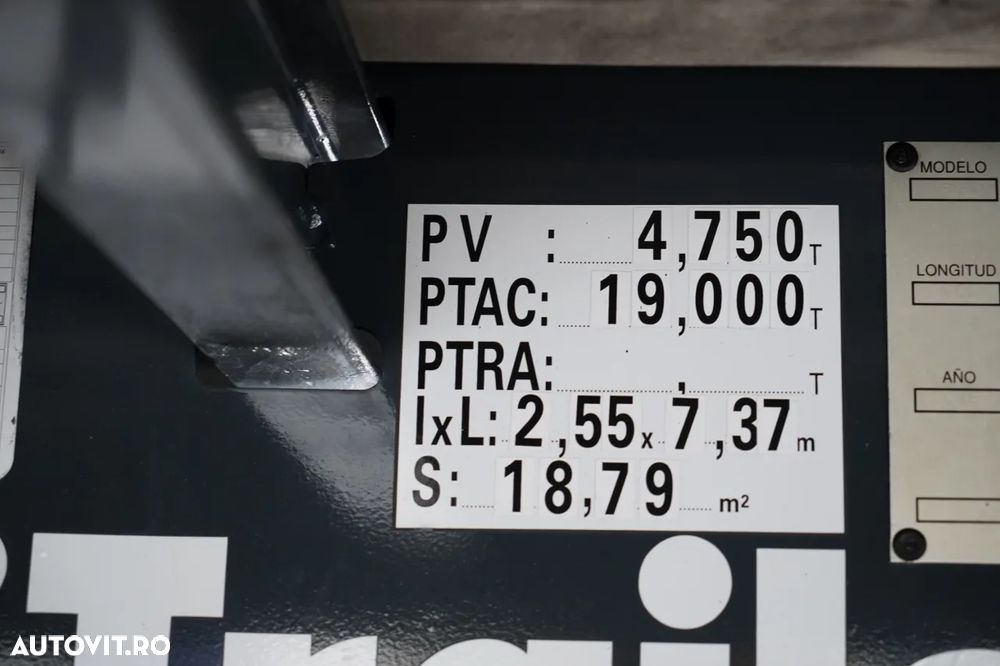 PV : 4,750 T
PTAC: 19,000 T
PTRA: , T
IxL: 2,55 x 7,37 m
S: 18,79 m²
MODELO
LONGITUD
AÑO
AUTOVIT.RO